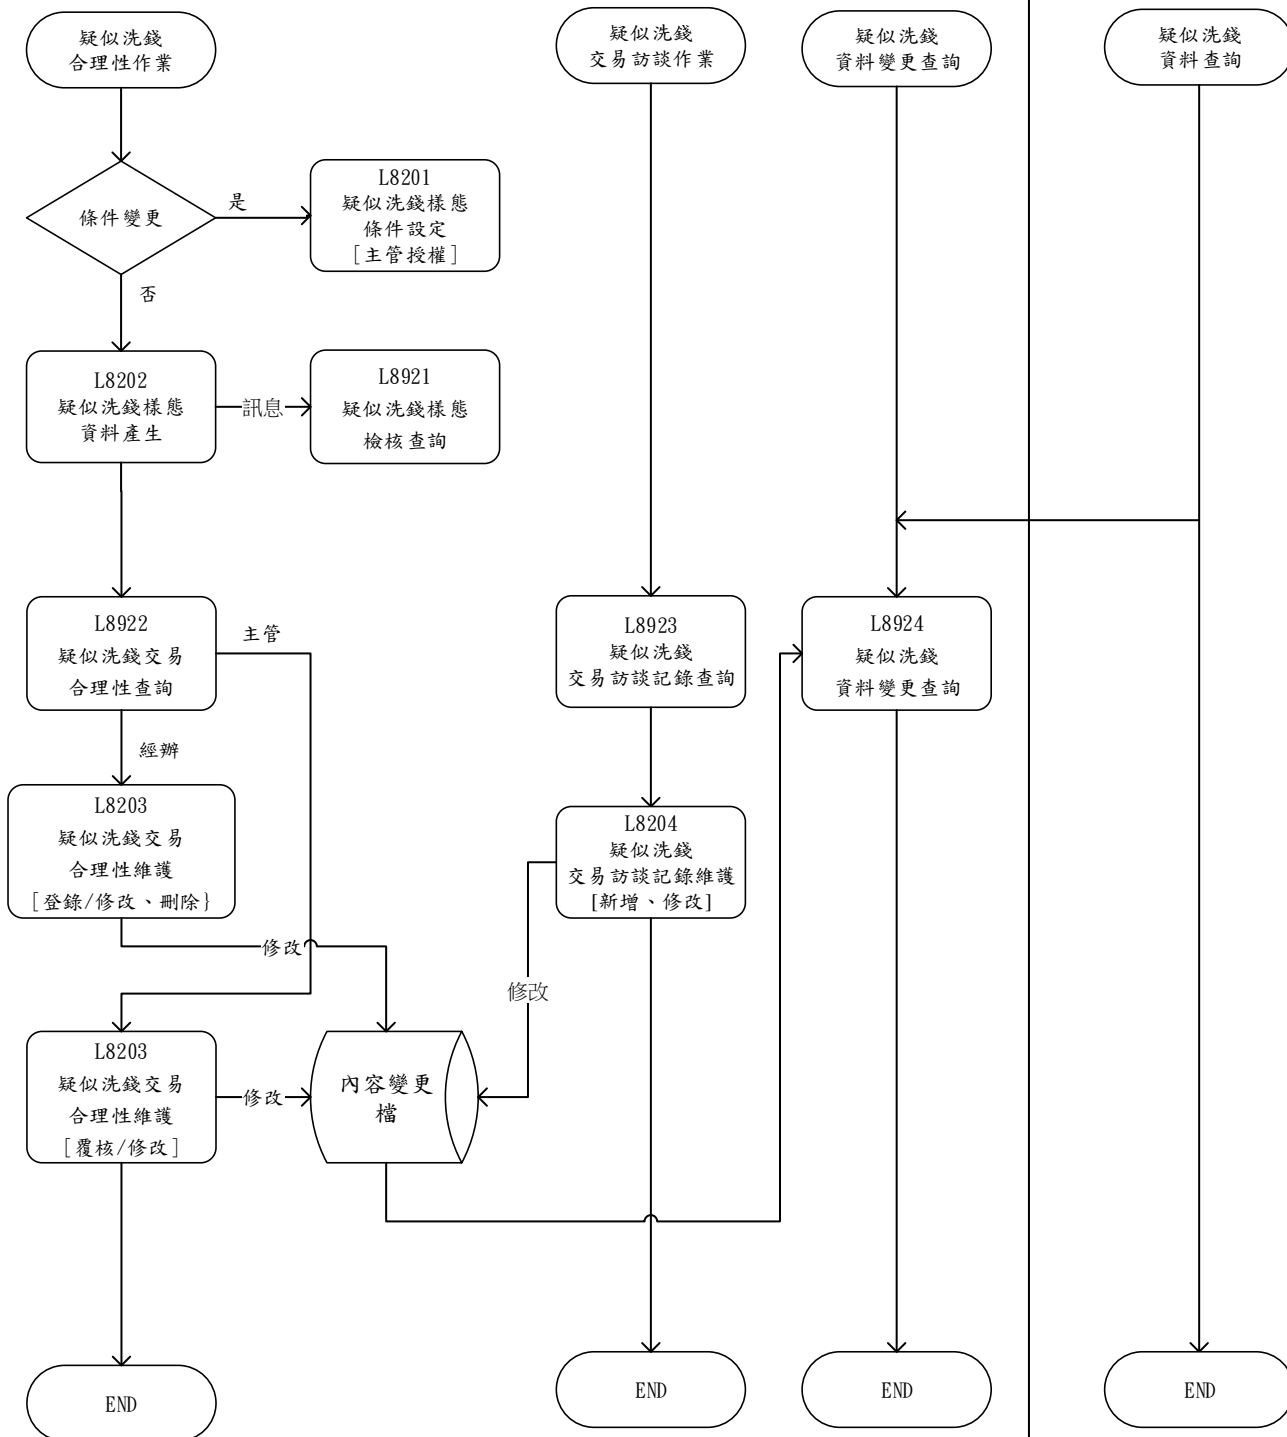 疑似洗錢
合理性作業
疑似洗錢
交易訪談作業
疑似洗錢
資料變更查詢
疑似洗錢
資料查詢
條件變更
是
L8201
疑似洗錢樣態
條件設定
[主管授權]
否
L8202
疑似洗錢樣態
資料產生
訊息
L8921
疑似洗錢樣態
檢核查詢
L8922
疑似洗錢交易
合理性查詢
主管
L8923
疑似洗錢
交易訪談記錄查詢
L8924
疑似洗錢
資料變更查詢
經辦
L8203
疑似洗錢交易
合理性維護
[登錄/修改、刪除}
L8204
疑似洗錢
交易訪談記錄維護
[新增、修改]
修改
修改
L8203
疑似洗錢交易
合理性維護
[覆核/修改]
修改
內容變更
檔
END
END
END
END